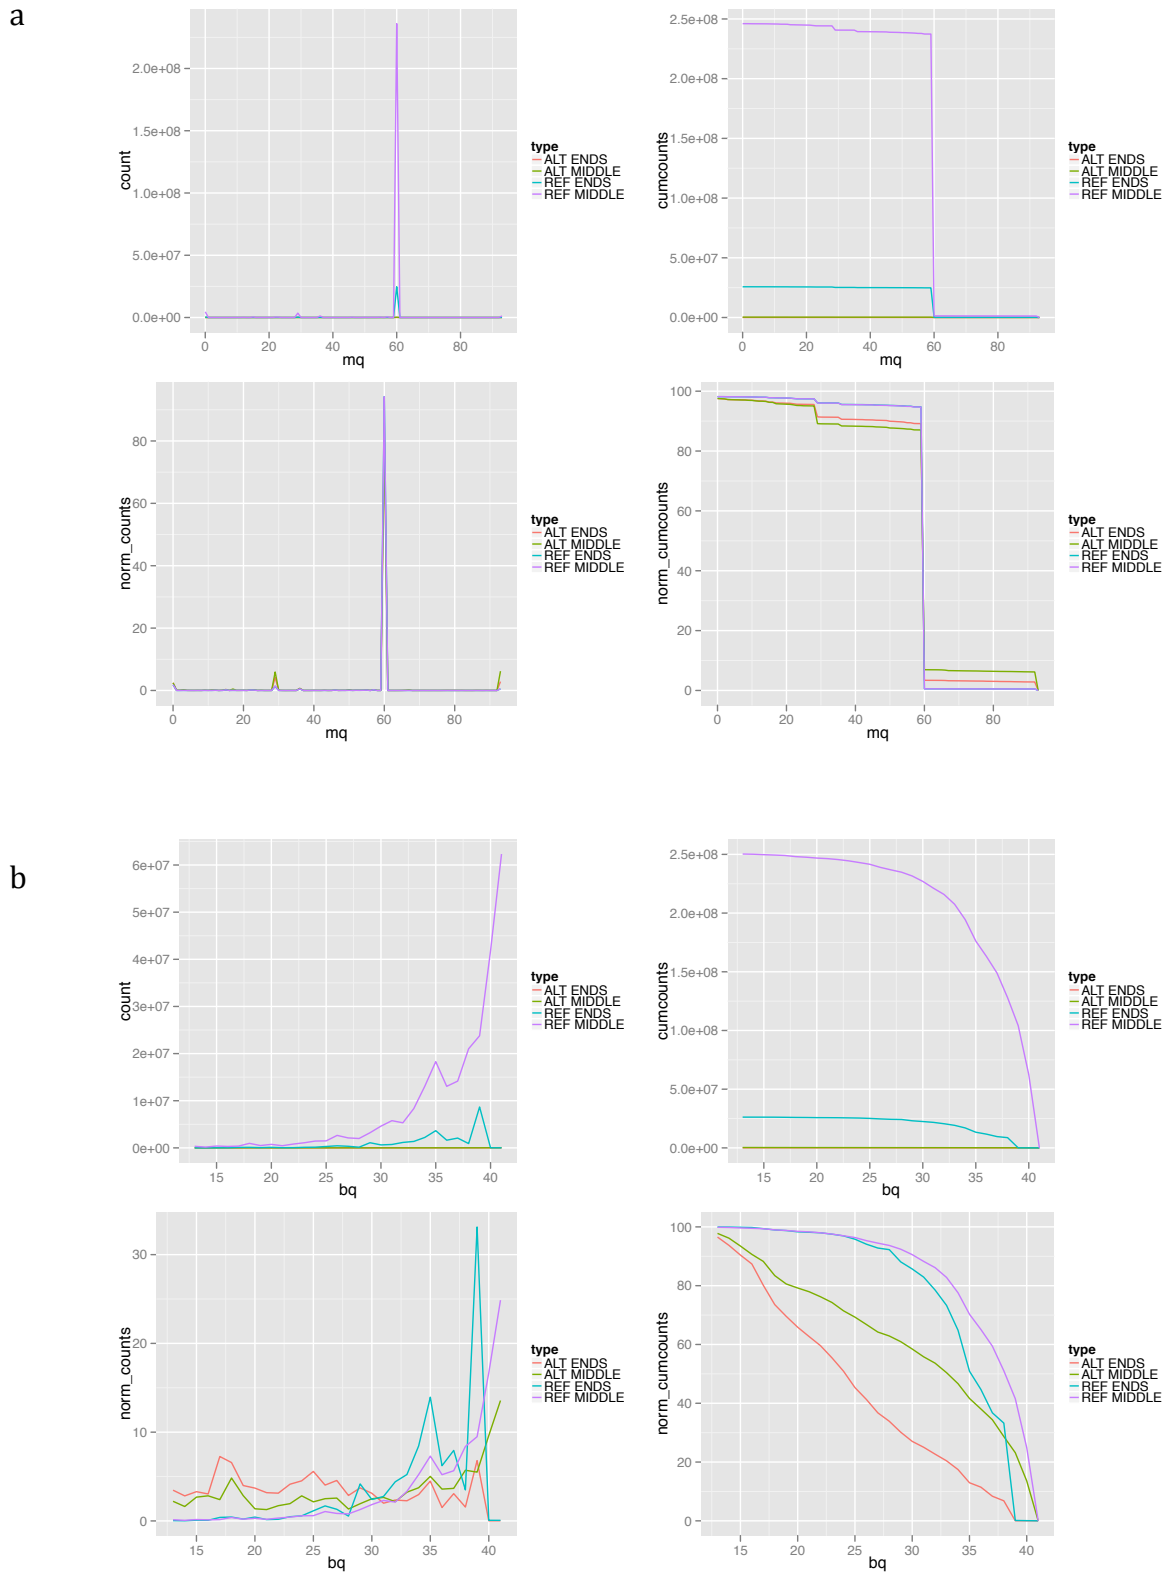 a
2.0e+08
1.5e+08
1.0e+08
5.0e+07
0.0e+00
count
0 20 40 60 80
mq
type
ALT ENDS
ALT MIDDLE
REF ENDS
REF MIDDLE
2.5e+08
2.0e+08
1.5e+08
1.0e+08
5.0e+07
0.0e+00
cumcounts
0 20 40 60 80
mq
type
ALT ENDS
ALT MIDDLE
REF ENDS
REF MIDDLE
80
60
40
20
0
norm_counts
0 20 40 60 80
mq
type
ALT ENDS
ALT MIDDLE
REF ENDS
REF MIDDLE
100
80
60
40
20
0
norm_cumcounts
0 20 40 60 80
mq
type
ALT ENDS
ALT MIDDLE
REF ENDS
REF MIDDLE
b
6e+07
5e+07
4e+07
3e+07
2e+07
1e+07
0e+00
count
15 20 25 30 35 40
bq
type
ALT ENDS
ALT MIDDLE
REF ENDS
REF MIDDLE
2.5e+08
2.0e+08
1.5e+08
1.0e+08
5.0e+07
0.0e+00
cumcounts
15 20 25 30 35 40
bq
type
ALT ENDS
ALT MIDDLE
REF ENDS
REF MIDDLE
30
20
10
0
norm_counts
15 20 25 30 35 40
bq
type
ALT ENDS
ALT MIDDLE
REF ENDS
REF MIDDLE
100
80
60
40
20
0
norm_cumcounts
15 20 25 30 35 40
bq
type
ALT ENDS
ALT MIDDLE
REF ENDS
REF MIDDLE